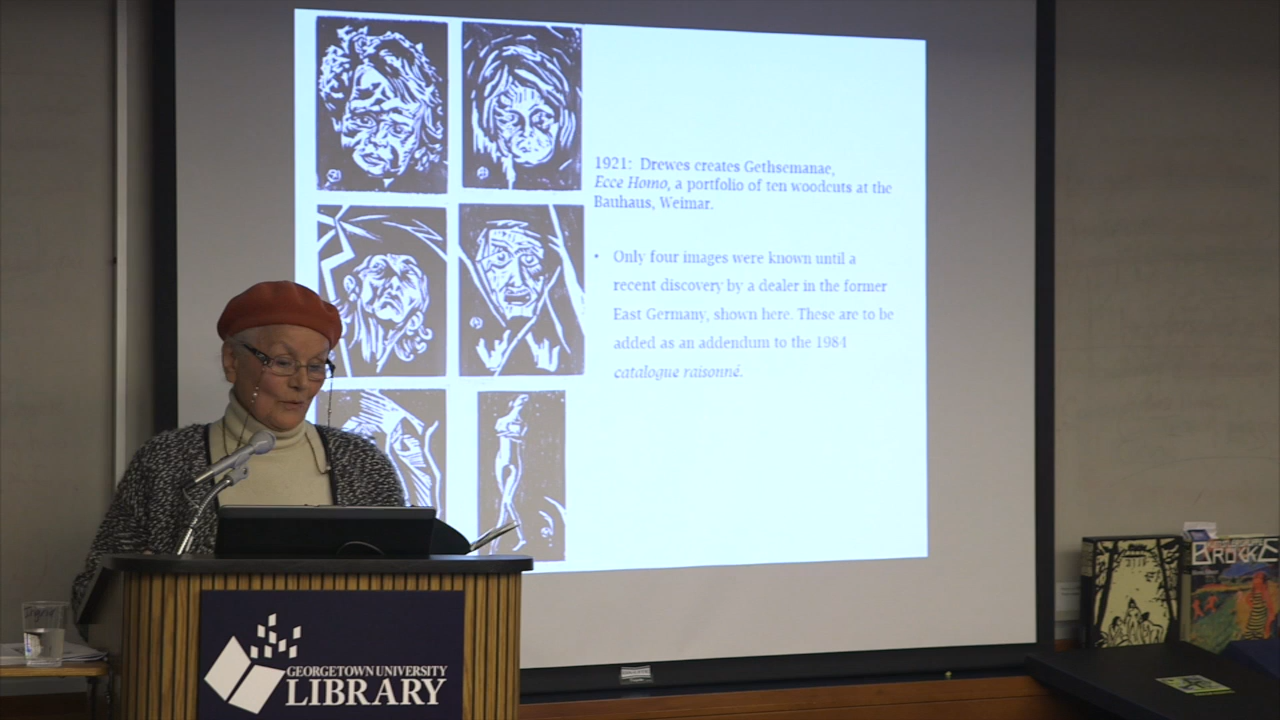 1921: Drewes creates Gethsemanae,
Ecce Homo, a portfolio of ten woodcuts at the
Bauhaus, Weimar.
• Only four images were known until a
recent discovery by a dealer in the former
East Germany, shown here. These are to be
added as an addendum to the 1984
catalogue raisonné.
GEORGETOWN UNIVERSITY
LIBRARY
BRÜCKE